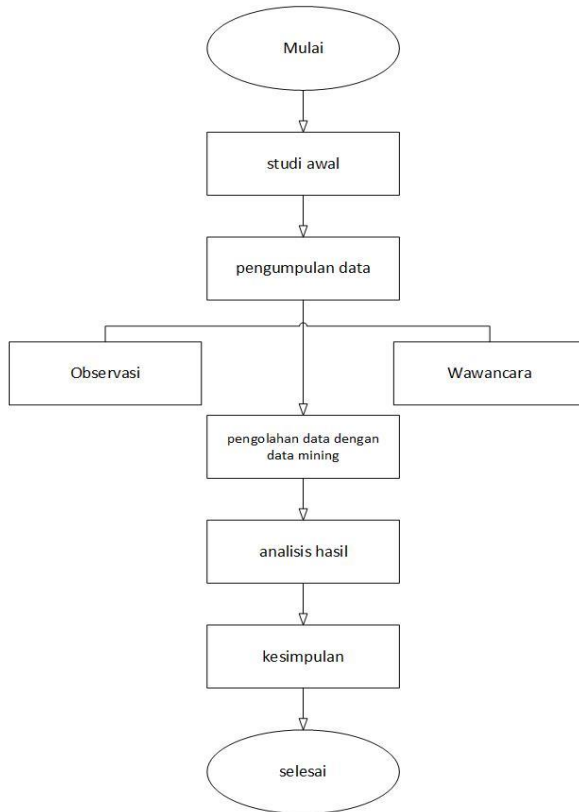 Mulai
studi awal
pengumpulan data
Observasi
Wawancara
pengolahan data dengan
data mining
analisis hasil
kesimpulan
selesai